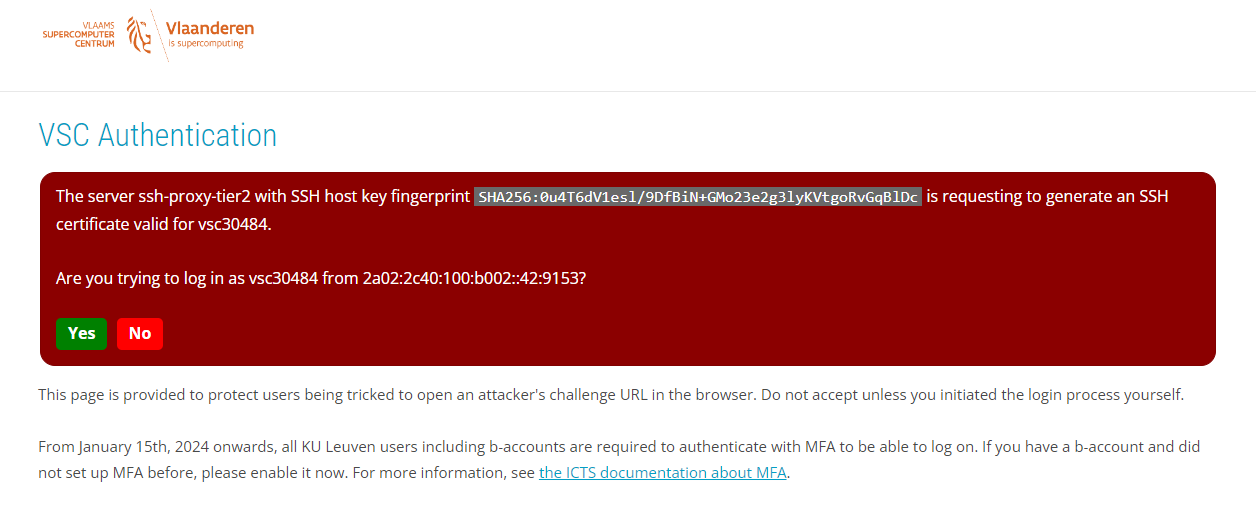 VLAAMS
SUPERCOMPUTER
CENTRUM
Vlaanderen
is supercomputing
VSC Authentication
The server ssh-proxy-tier2 with SSH host key fingerprint SHA256:0u4T6dV1esl/9DfBiN+GMo23e2g3lyKVtgoRvGqBlDc is requesting to generate an SSH
certificate valid for vsc30484.
Are you trying to log in as vsc30484 from 2a02:2c40:100:b002::42:9153?
Yes No
This page is provided to protect users being tricked to open an attacker's challenge URL in the browser. Do not accept unless you initiated the login process yourself.
From January 15th, 2024 onwards, all KU Leuven users including b-accounts are required to authenticate with MFA to be able to log on. If you have a b-account and did
not set up MFA before, please enable it now. For more information, see the ICTS documentation about MFA.